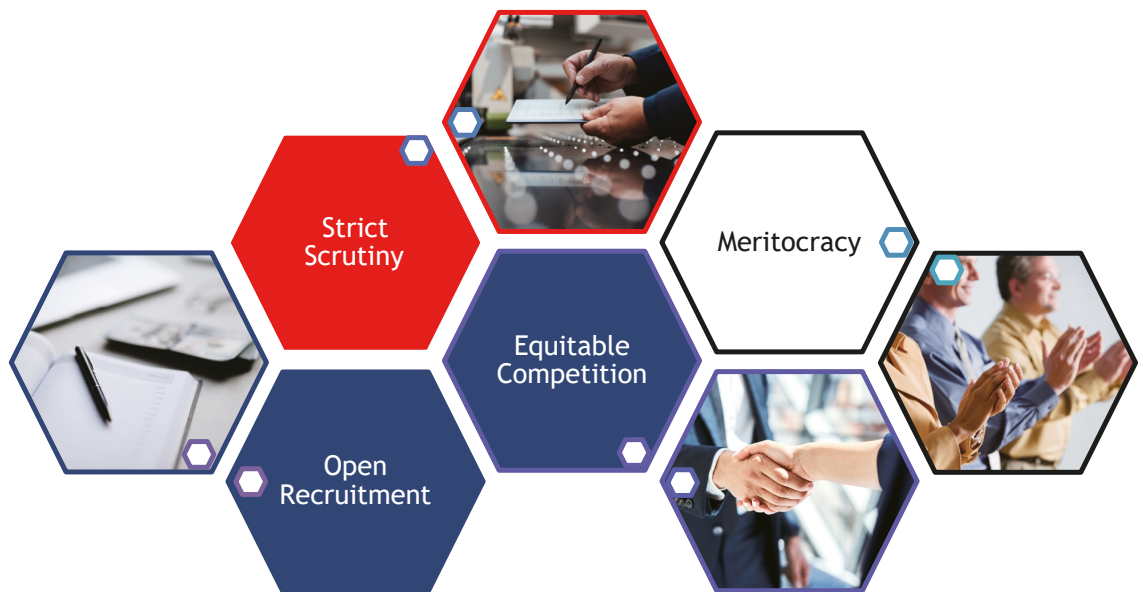 Strict
Scrutiny
Meritocracy
Equitable
Competition
Open
Recruitment